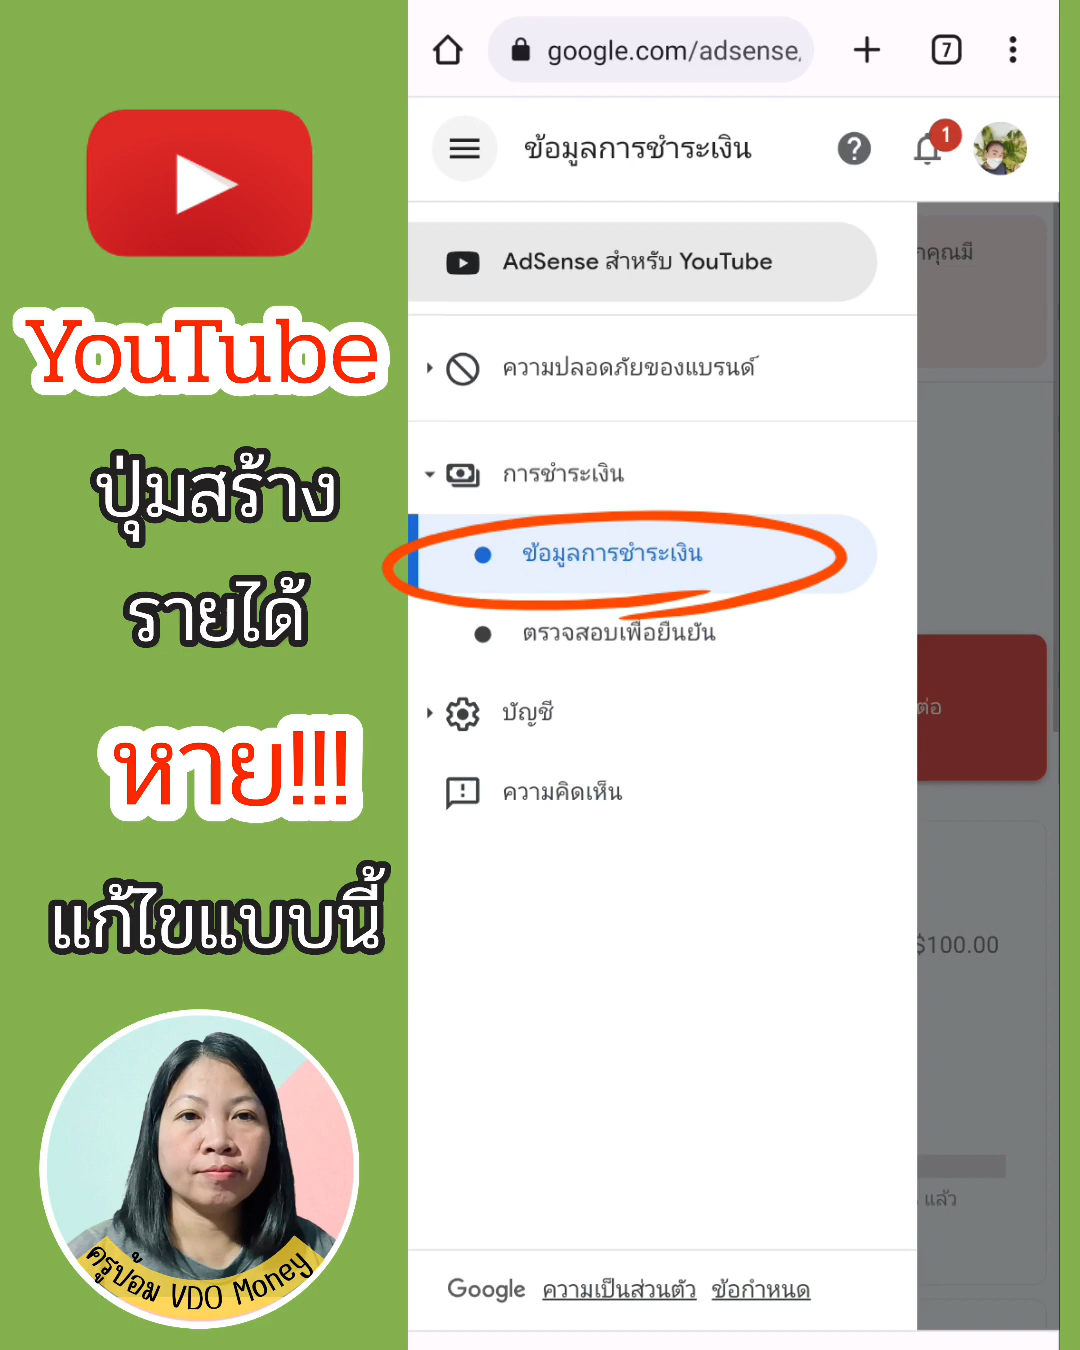 YouTube
ปุ่มสร้าง
รายได้
หาย!!!
แก้ไขแบบนี้
ครูป้อม VDO Money
google.com/adsense/
7
ข้อมูลการชำระเงิน
1
AdSense สำหรับ YouTube
กคุณมี
ความปลอดภัยของแบรนด์
การชำระเงิน
ข้อมูลการชำระเงิน
ตรวจสอบเพื่อยืนยัน
ต่อ
บัญชี
ความคิดเห็น
$100.00
แล้ว
Google ความเป็นส่วนตัว ข้อกำหนด